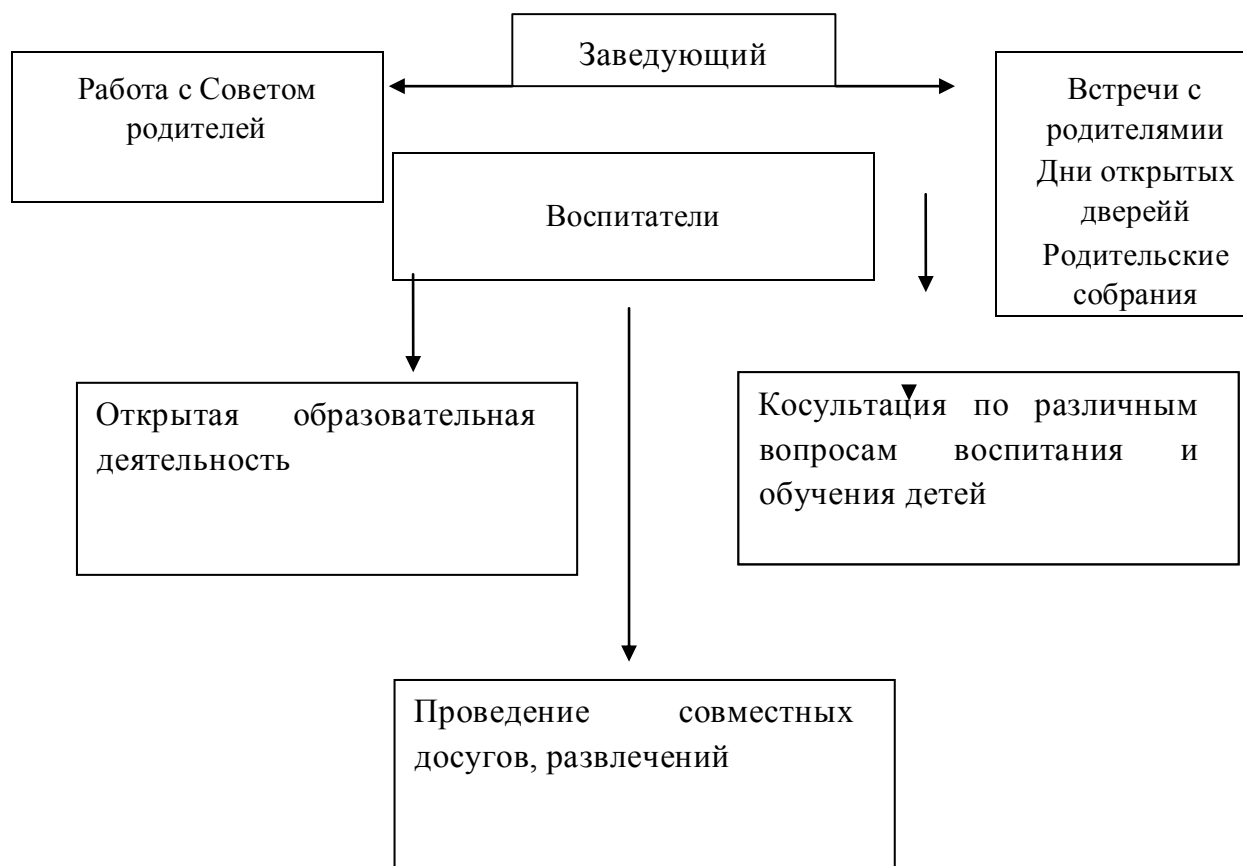 Заведующий
Работа с Советом
родителей
Встречи с
родителямии
Дни открытых
дверейй
Родительские
собрания
Воспитатели
Открытая образовательная
деятельность
Косультация по различным
вопросам воспитания и
обучения детей
Проведение совместных
досугов, развлечений